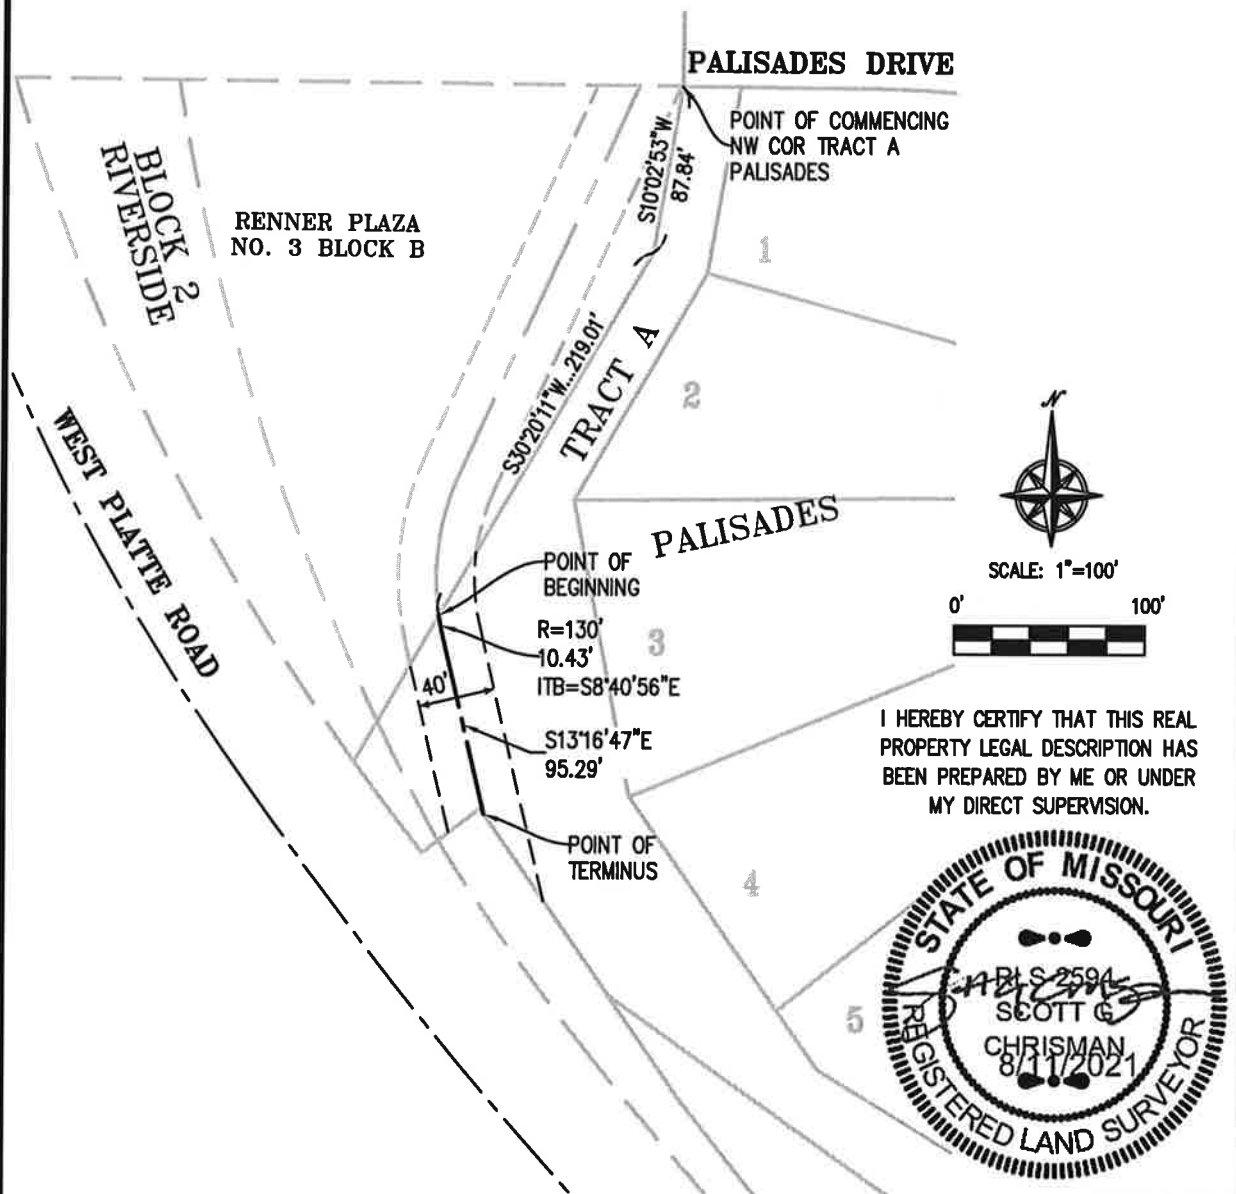 PALISADES DRIVE
POINT OF COMMENCING
NW COR TRACT A
PALISADES
S10°02'53"W
87.84'
BLOCK 2
RIVERSIDE
RENNER PLAZA
NO. 3 BLOCK B
1
S30°20'11"W...219.01'
TRACT A
2
WEST PLATTE ROAD
N
PALISADES
SCALE: 1"=100'
0' 100'
POINT OF
BEGINNING
R=130'
10.43'
ITB=S8°40'56"E
3
40'
S13°16'47"E
95.29'
I HEREBY CERTIFY THAT THIS REAL
PROPERTY LEGAL DESCRIPTION HAS
BEEN PREPARED BY ME OR UNDER
MY DIRECT SUPERVISION.
POINT OF
TERMINUS
4
5
STATE OF MISSOURI
PLS 2594
SCOTT G
CHRISMAN
8/11/2021
REGISTERED LAND SURVEYOR